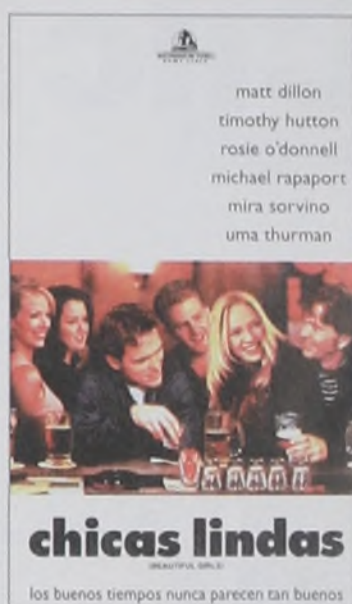 matt dillon
timothy hutton
rosie o'donnell
michael rapaport
mira sorvino
uma thurman
chicas lindas
(BEAUTIFUL GIRLS)
los buenos tiempos nunca parecen tan buenos